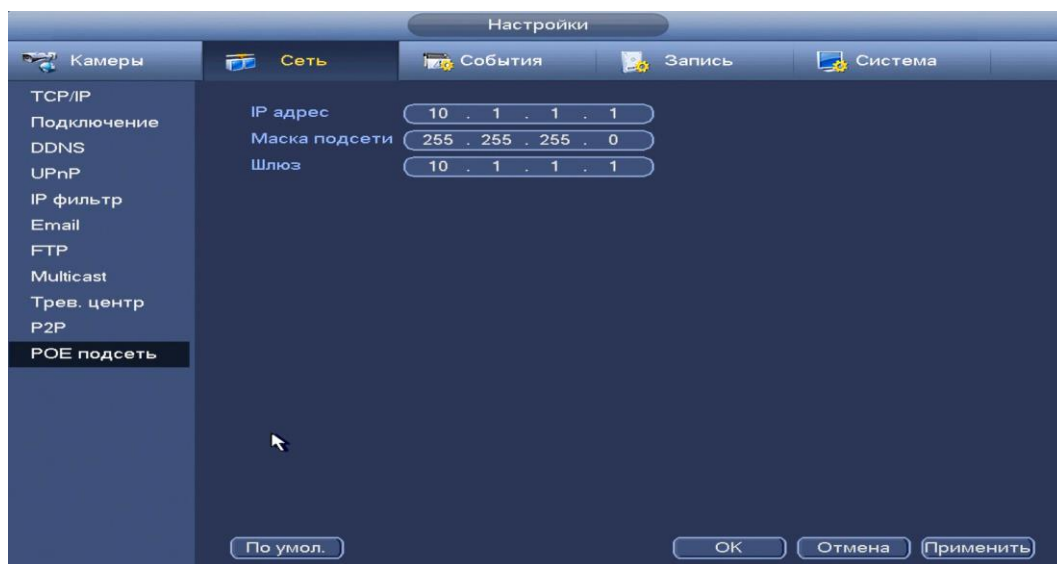 Настройки
Камеры Сеть События Запись Система
TCP/IP
Подключение
DDNS
UPnP
IP фильтр
Email
FTP
Multicast
Трев. центр
P2P
POE подсеть
IP адрес 10 . 1 . 1 . 1
Маска подсети 255 . 255 . 255 . 0
Шлюз 10 . 1 . 1 . 1
По умол. OK Отмена Применить